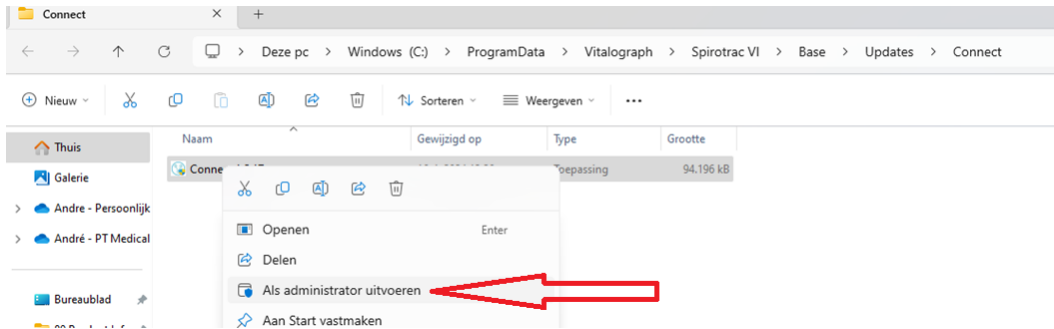 Connect
Deze pc > Windows (C:) > ProgramData > Vitalograph > Spirotrac VI > Base > Updates > Connect
Nieuw
Sorteren
Weergeven
Naam
Gewijzigd op
Type
Grootte
Thuis
Conne
Toepassing
94.196 kB
Galerie
Andre - Persoonlijk
Openen
Enter
André - PT Medical
Delen
Als administrator uitvoeren
Bureaublad
Aan Start vastmaken